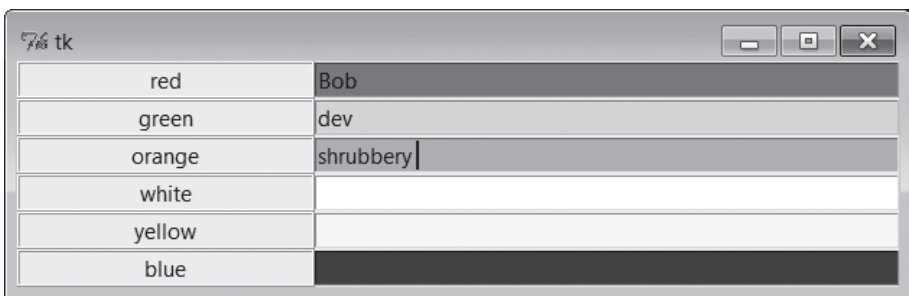 tk
red Bob
green dev
orange shrubbery
white
yellow
blue